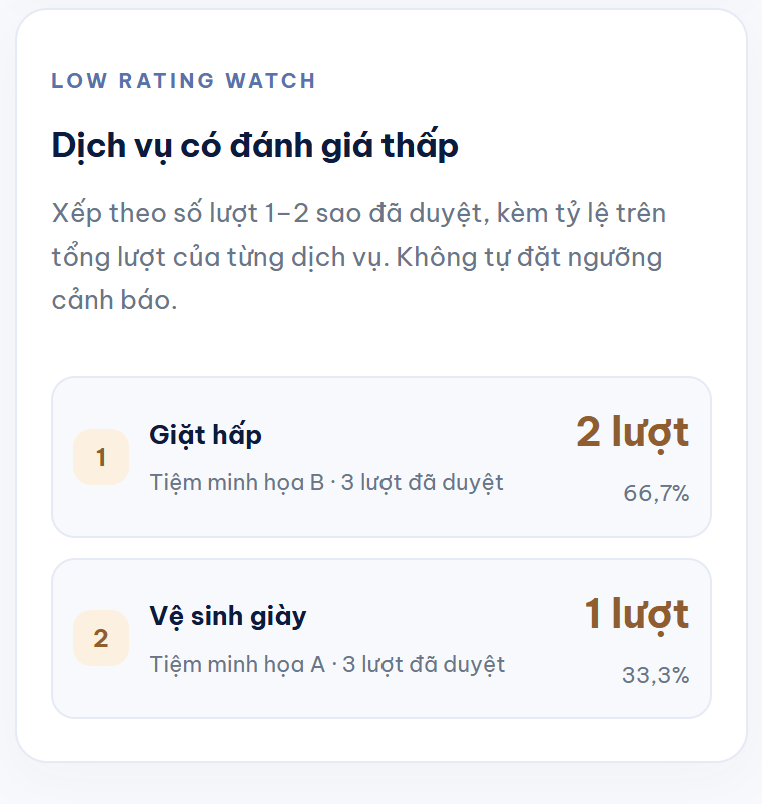 LOW RATING WATCH
Dịch vụ có đánh giá thấp
Xếp theo số lượt 1–2 sao đã duyệt, kèm tỷ lệ trên
tổng lượt của từng dịch vụ. Không tự đặt ngưỡng
cảnh báo.
1
Giặt hấp
Tiệm minh họa B · 3 lượt đã duyệt
2 lượt
66,7%
2
Vệ sinh giày
Tiệm minh họa A · 3 lượt đã duyệt
1 lượt
33,3%